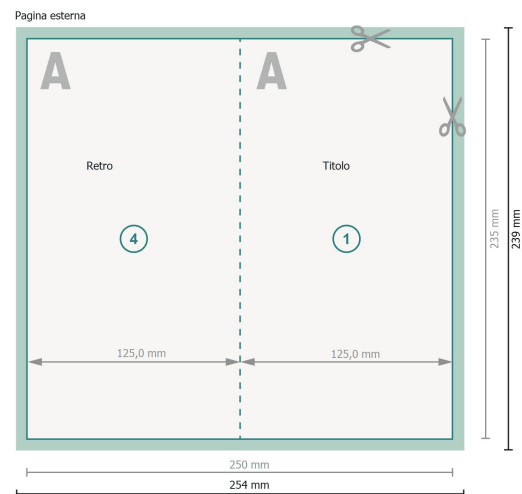 Pagina esterna
A
A
Retro
Titolo
4
1
125,0 mm
125,0 mm
235 mm
239 mm
250 mm
254 mm